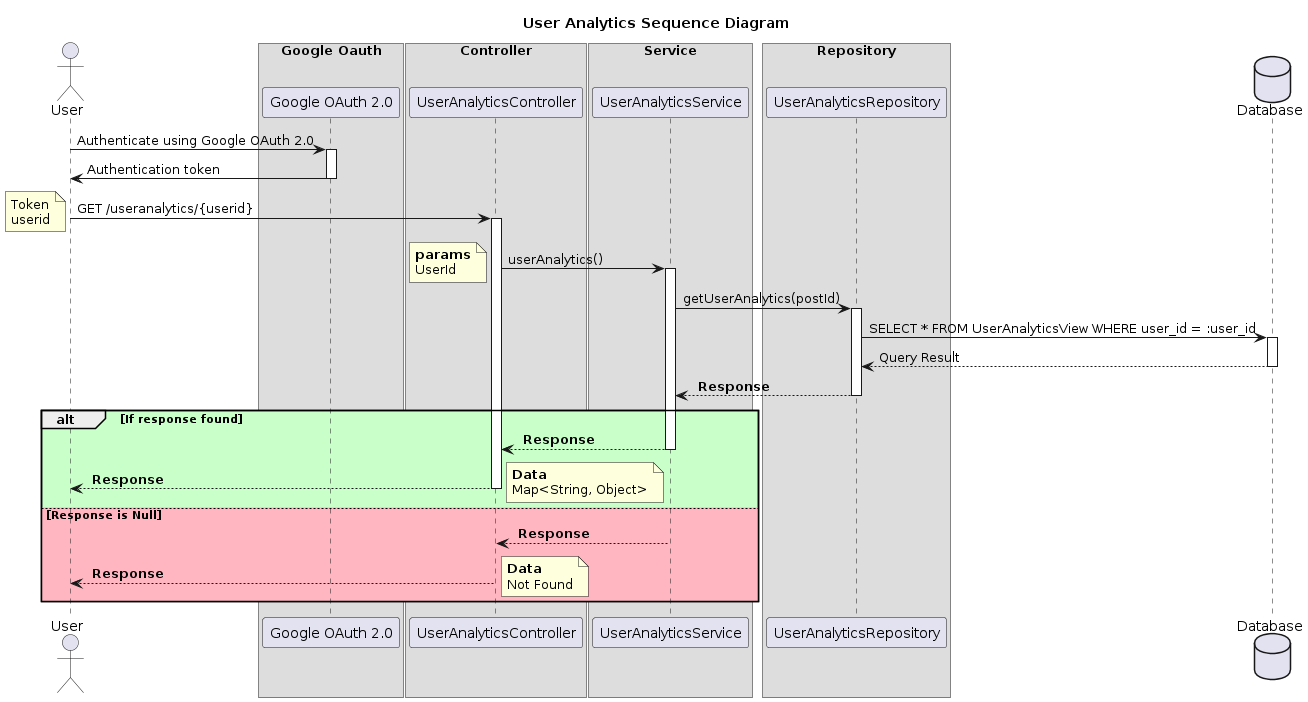 User Analytics Sequence Diagram
Google Oauth
Controller
Service
Repository
User
Google OAuth 2.0
UserAnalyticsController
UserAnalyticsService
UserAnalyticsRepository
Database
Authenticate using Google OAuth 2.0
Authentication token
Token
userid
GET /useranalytics/{userid}
params
UserId
userAnalytics()
getUserAnalytics(postId)
SELECT * FROM UserAnalyticsView WHERE user_id = :user_id
Query Result
Response
alt
[If response found]
Response
Data
Map<String, Object>
Response
[Response is Null]
Response
Data
Not Found
Response
User
Google OAuth 2.0
UserAnalyticsController
UserAnalyticsService
UserAnalyticsRepository
Database